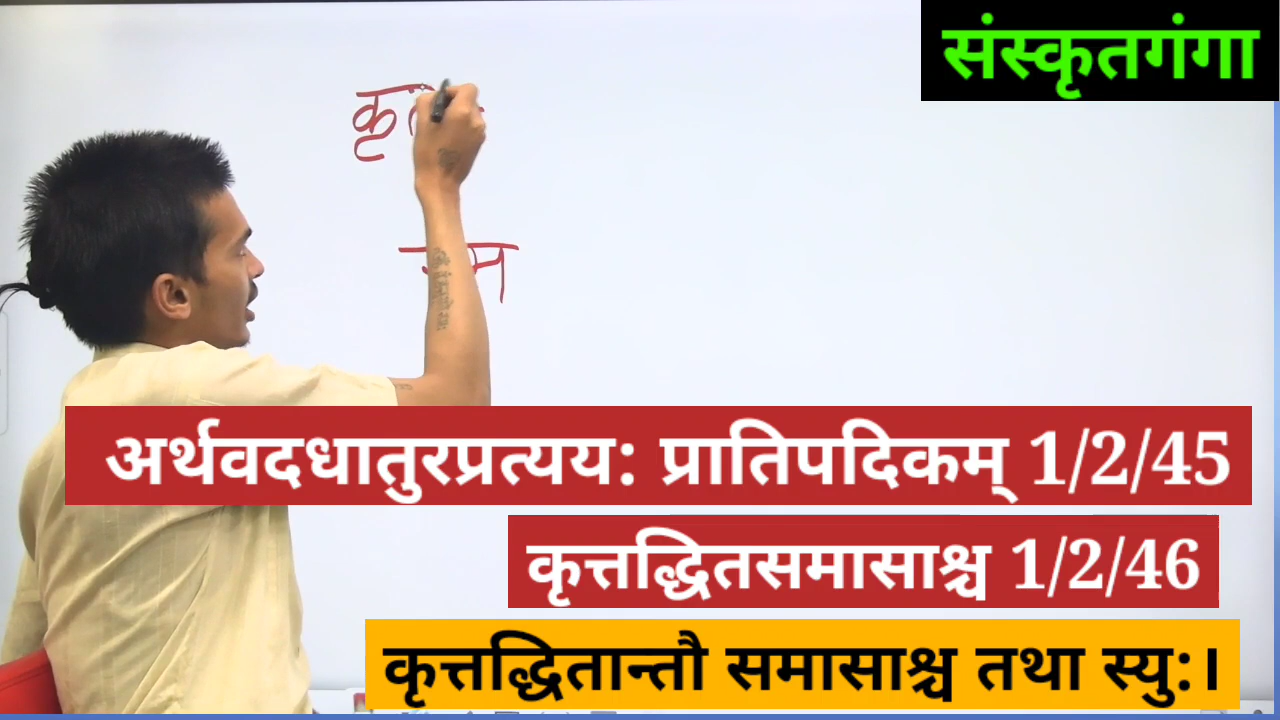 संस्कृतगंगा
अर्थवदधातुरप्रत्ययः प्रातिपदिकम् 1/2/45
कृत्तद्धितसमासाश्च 1/2/46
कृत्तद्धितान्तौ समासाश्च तथा स्युः।